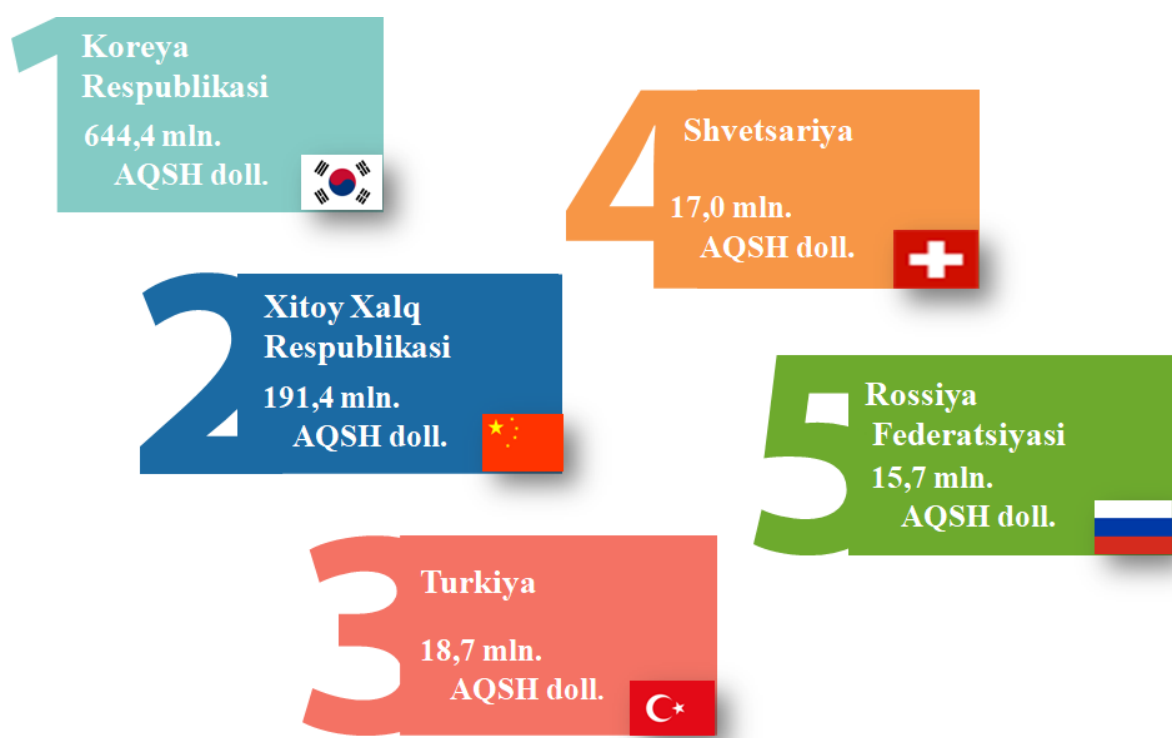 1
Koreya
Respublikasi
644,4 mln.
AQSH doll.
2
Xitoy Xalq
Respublikasi
191,4 mln.
AQSH doll.
3
Turkiya
18,7 mln.
AQSH doll.
4
Shvetsariya
17,0 mln.
AQSH doll.
5
Rossiya
Federatsiyasi
15,7 mln.
AQSH doll.